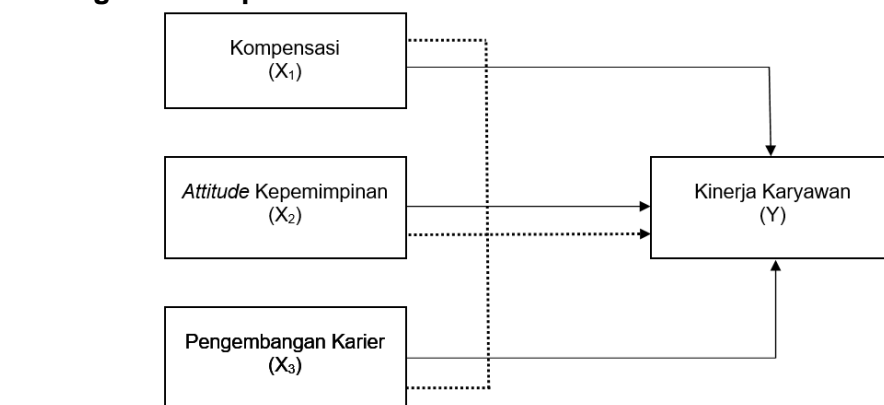 Kompensasi
(X₁)
Attitude Kepemimpinan
(X₂)
Kinerja Karyawan
(Y)
Pengembangan Karier
(X₃)